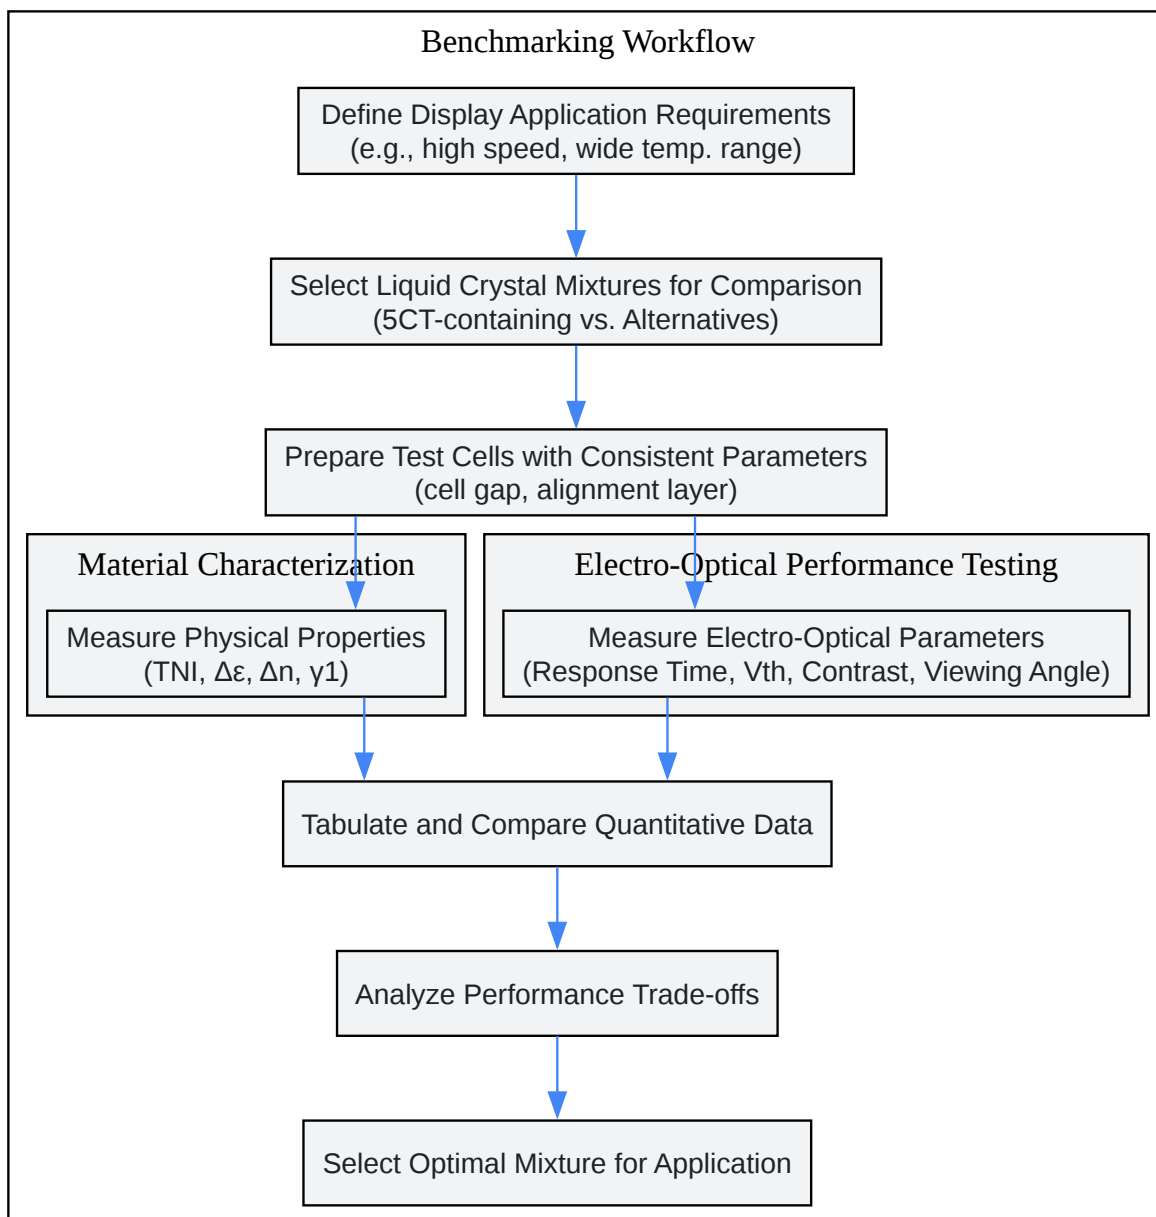 Benchmarking Workflow
Define Display Application Requirements
(e.g., high speed, wide temp. range)
Select Liquid Crystal Mixtures for Comparison
(5CT-containing vs. Alternatives)
Prepare Test Cells with Consistent Parameters
(cell gap, alignment layer)
Material Characterization
Measure Physical Properties
(TNI, Δε, Δn, γ1)
Electro-Optical Performance Testing
Measure Electro-Optical Parameters
(Response Time, Vth, Contrast, Viewing Angle)
Tabulate and Compare Quantitative Data
Analyze Performance Trade-offs
Select Optimal Mixture for Application